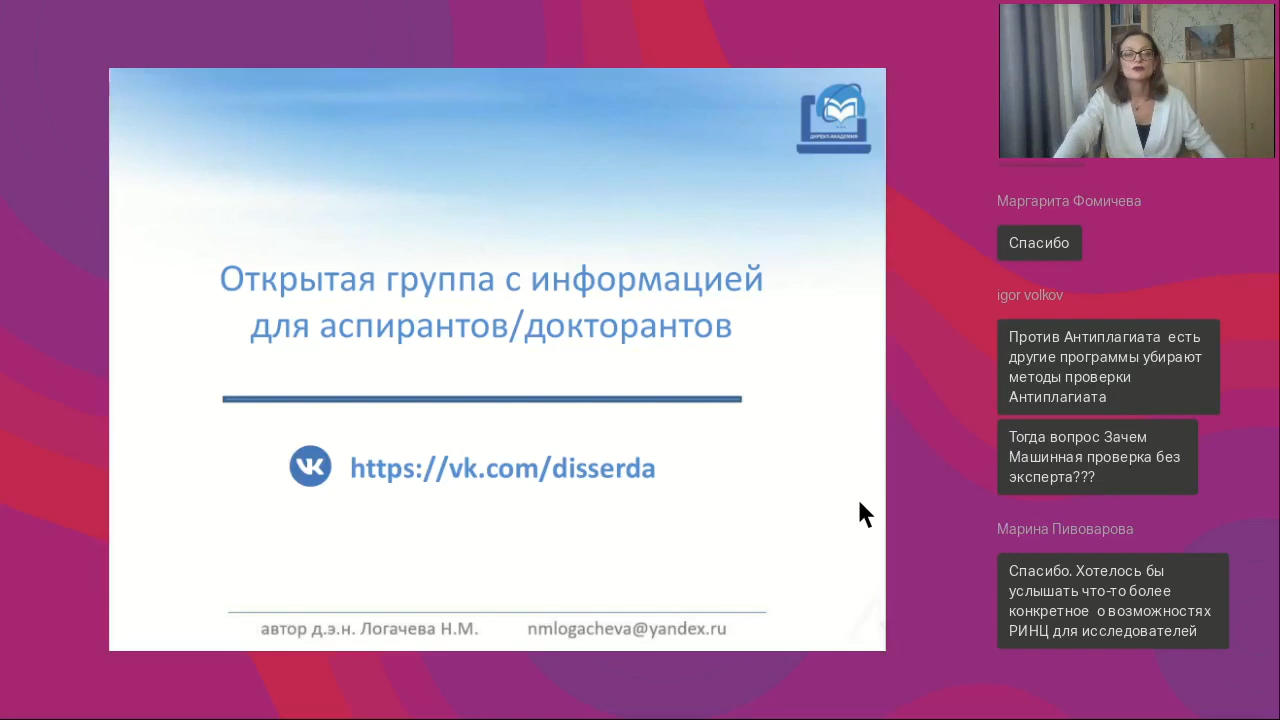 ДИРЕКТ-АКАДЕМИЯ
Открытая группа с информацией
для аспирантов/докторантов
https://vk.com/disserda
автор д.э.н. Логачева Н.М.
nmlogacheva@yandex.ru
Маргарита Фомичева
Спасибо
igor volkov
Против Антиплагиата есть
другие программы убирают
методы проверки
Антиплагиата
Тогда вопрос Зачем
Машинная проверка без
эксперта???
Марина Пивоварова
Спасибо. Хотелось бы
услышать что-то более
конкретное о возможностях
РИНЦ для исследователей